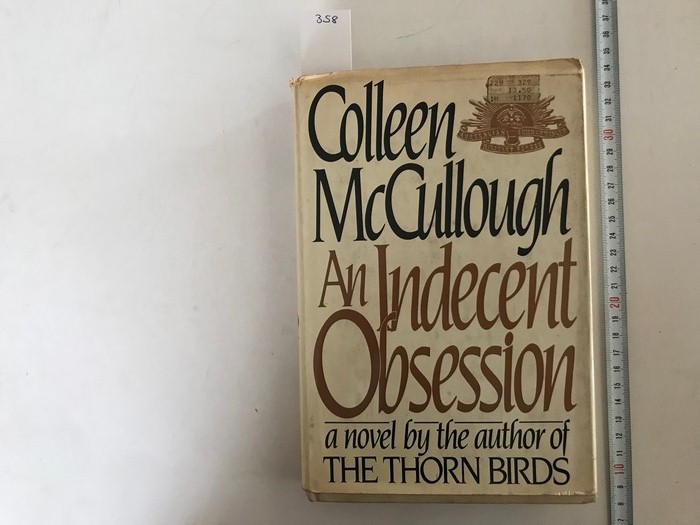 358
Colleen
McCullough
An Indecent
Obsession
a novel by the author of
THE THORN BIRDS